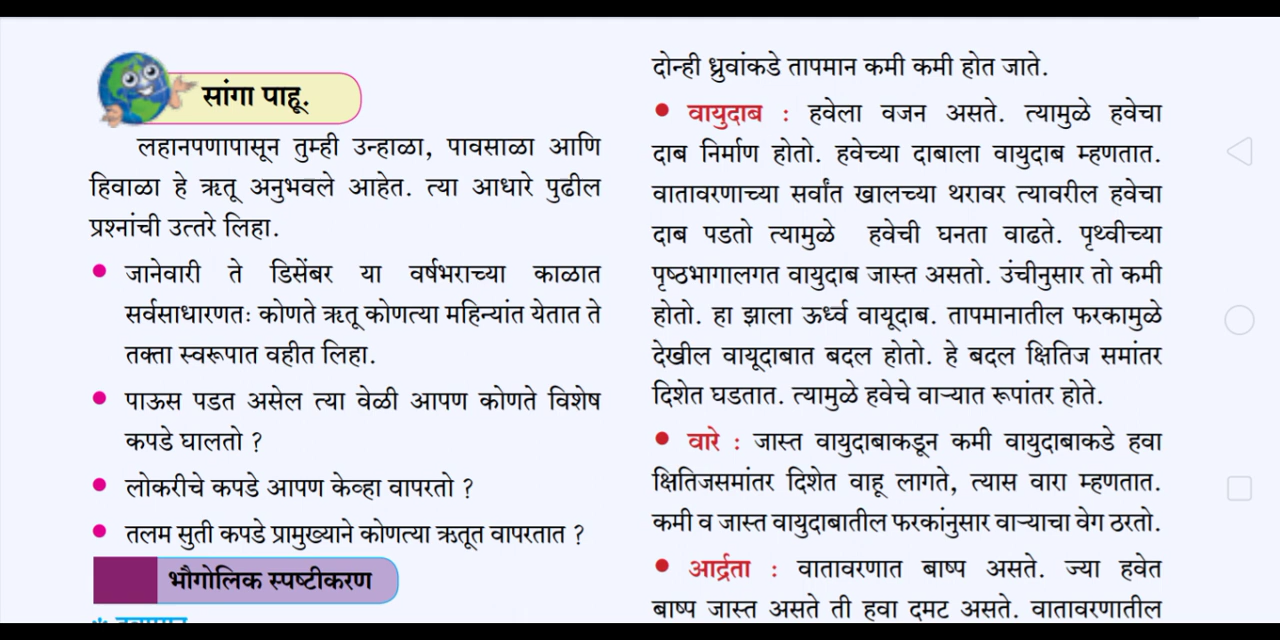 सांगा पाहू.
लहानपणापासून तुम्ही उन्हाळा, पावसाळा आणि
हिवाळा हे ऋतू अनुभवले आहेत. त्या आधारे पुढील
प्रश्नांची उत्तरे लिहा.
● जानेवारी ते डिसेंबर या वर्षभराच्या काळात
सर्वसाधारणतः कोणते ऋतू कोणत्या महिन्यांत येतात ते
तक्ता स्वरूपात वहीत लिहा.
● पाऊस पडत असेल त्या वेळी आपण कोणते विशेष
कपडे घालतो ?
● लोकरीचे कपडे आपण केव्हा वापरतो ?
● तलम सुती कपडे प्रामुख्याने कोणत्या ऋतूत वापरतात ?
भौगोलिक स्पष्टीकरण
दोन्ही ध्रुवांकडे तापमान कमी कमी होत जाते.
● वायुदाब : हवेला वजन असते. त्यामुळे हवेचा
दाब निर्माण होतो. हवेच्या दाबाला वायुदाब म्हणतात.
वातावरणाच्या सर्वांत खालच्या थरावर त्यावरील हवेचा
दाब पडतो त्यामुळे हवेची घनता वाढते. पृथ्वीच्या
पृष्ठभागालगत वायुदाब जास्त असतो. उंचीनुसार तो कमी
होतो. हा झाला ऊर्ध्व वायूदाब. तापमानातील फरकामुळे
देखील वायूदाबात बदल होतो. हे बदल क्षितिज समांतर
दिशेत घडतात. त्यामुळे हवेचे वाऱ्यात रूपांतर होते.
● वारे : जास्त वायुदाबाकडून कमी वायुदाबाकडे हवा
क्षितिजसमांतर दिशेत वाहू लागते, त्यास वारा म्हणतात.
कमी व जास्त वायुदाबातील फरकांनुसार वाऱ्याचा वेग ठरतो.
● आर्द्रता : वातावरणात बाष्प असते. ज्या हवेत
बाष्प जास्त असते ती हवा दमट असते. वातावरणातील